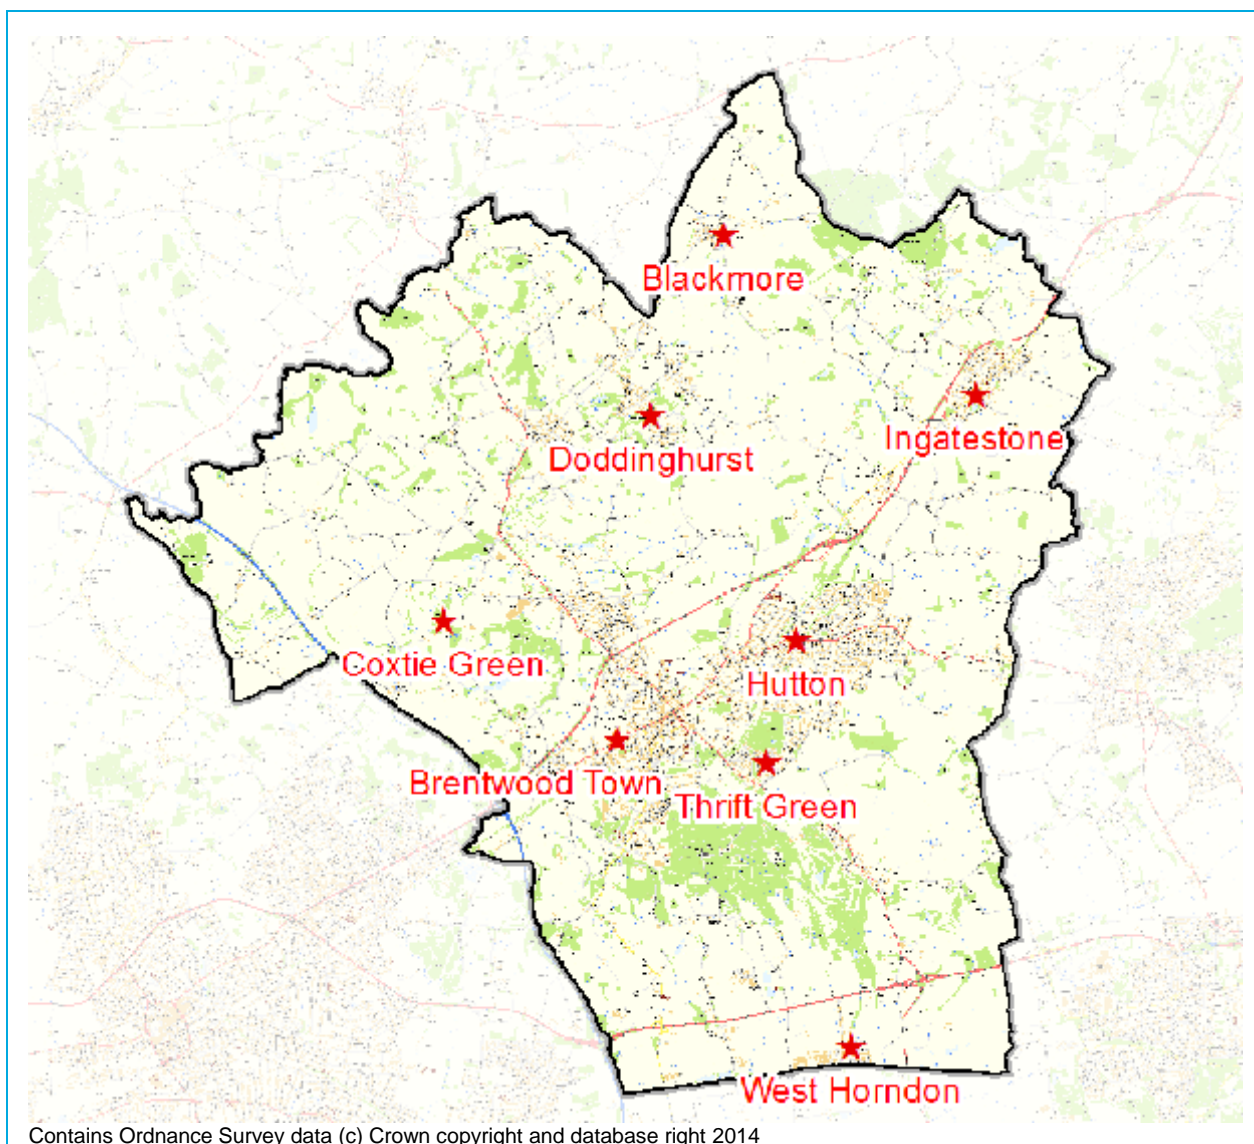 Blackmore
Ingatestone
Doddinghurst
Coxtie Green
Hutton
Brentwood Town
Thrift Green
West Horndon
Contains Ordnance Survey data (c) Crown copyright and database right 2014